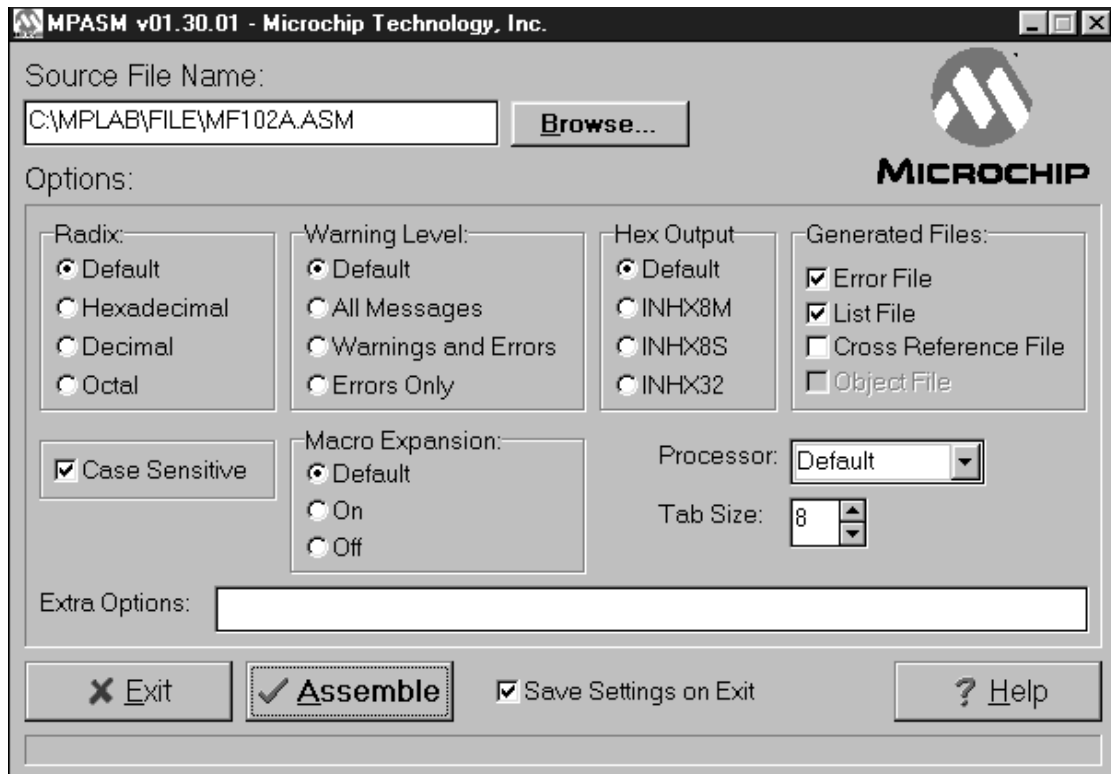 MPASM v01.30.01 - Microchip Technology, Inc.
Source File Name:
C:\MPLAB\FILE\MF102A.ASM
Browse...
MICROCHIP
Options:
Radix:
Default
Hexadecimal
Decimal
Octal
Warning Level:
Default
All Messages
Warnings and Errors
Errors Only
Hex Output
Default
INHX8M
INHX8S
INHX32
Generated Files:
Error File
List File
Cross Reference File
Object File
Case Sensitive
Macro Expansion:
Default
On
Off
Processor: Default
Tab Size: 8
Extra Options:
Exit
Assemble
Save Settings on Exit
? Help